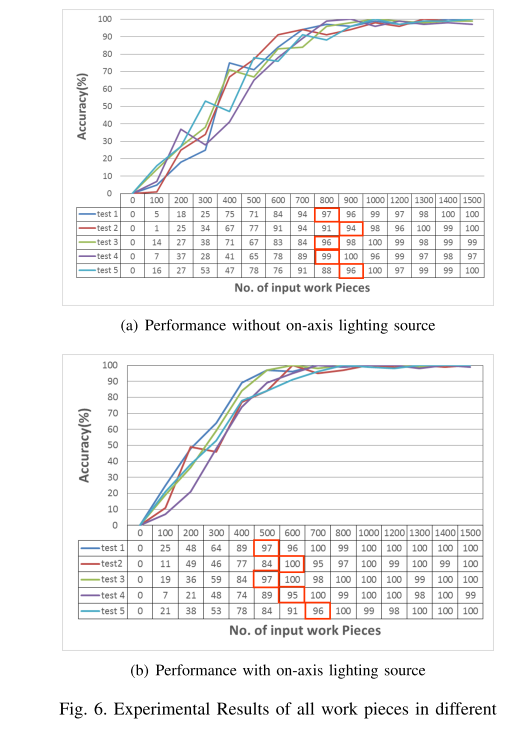 100
90
80
70
60
50
40
30
20
10
0
Accuracy(%)
0 100 200 300 400 500 600 700 800 900 1000 1200 1300 1400 1500
test 1 0 5 18 25 75 71 84 94 97 96 99 97 98 100 100
test 2 0 1 25 34 67 77 91 94 91 94 98 96 100 99 100
test 3 0 14 27 38 71 67 83 84 96 98 100 99 98 99 99
test 4 0 7 37 28 41 65 78 89 99 100 96 99 97 98 97
test 5 0 16 27 53 47 78 76 91 88 96 100 97 99 99 100
No. of input work Pieces
(a) Performance without on-axis lighting source
100
90
80
70
60
50
40
30
20
10
0
Accuracy(%)
0 100 200 300 400 500 600 700 800 900 1000 1200 1300 1400 1500
test 1 0 25 48 64 89 97 96 100 99 100 100 100 100 100 100
test2 0 11 49 46 77 84 100 95 97 100 99 100 99 100
test 3 0 19 36 59 84 97 100 98 100 100 100 99 100 100 100
test 4 0 7 21 48 74 89 95 100 99 100 100 100 98 100 99
test 5 0 21 38 53 78 84 91 96 100 99 98 100 100 100
No. of input work Pieces
(b) Performance with on-axis lighting source
Fig. 6. Experimental Results of all work pieces in different